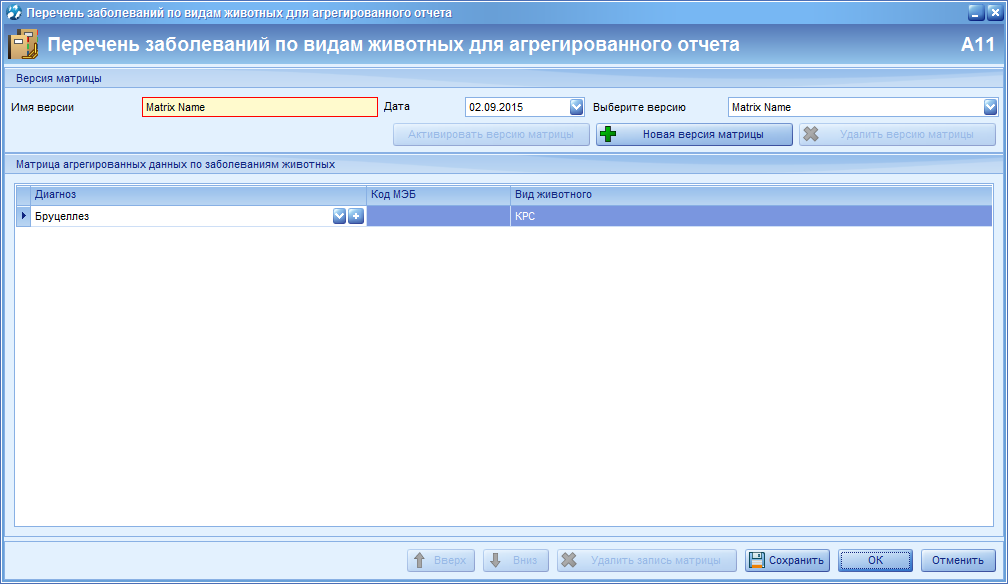 Перечень заболеваний по видам животных для агрегированного отчета
Перечень заболеваний по видам животных для агрегированного отчета A11
Версия матрицы
Имя версии Matrix Name Дата 02.09.2015 Выберите версию Matrix Name
Активировать версию матрицы Новая версия матрицы Удалить версию матрицы
Матрица агрегированных данных по заболеваниям животных
Диагноз Код МЭБ Вид животного
Бруцеллез КРС
Вверх Вниз Удалить запись матрицы Сохранить ОК Отменить